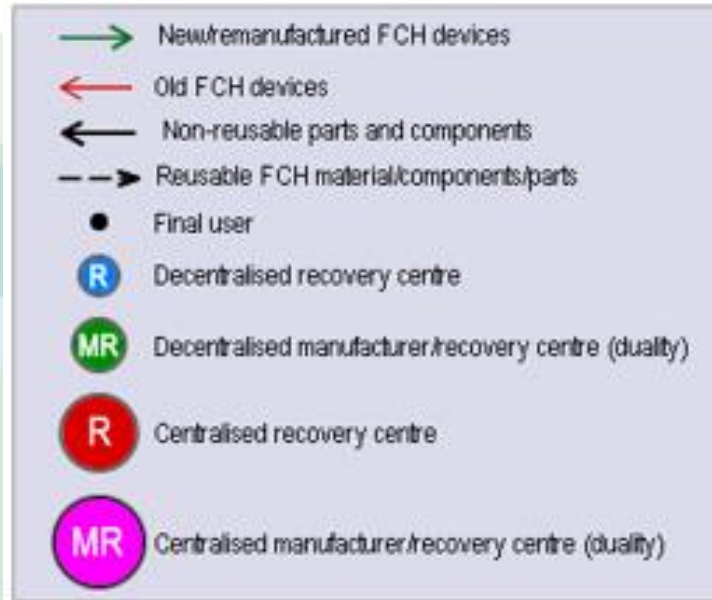 New/remanufactured FCH devices
Old FCH devices
Non-reusable parts and components
Reusable FCH material/components/parts
Final user
R Decentralised recovery centre
MR Decentralised manufacturer/recovery centre (duality)
R Centralised recovery centre
MR Centralised manufacturer/recovery centre (duality)